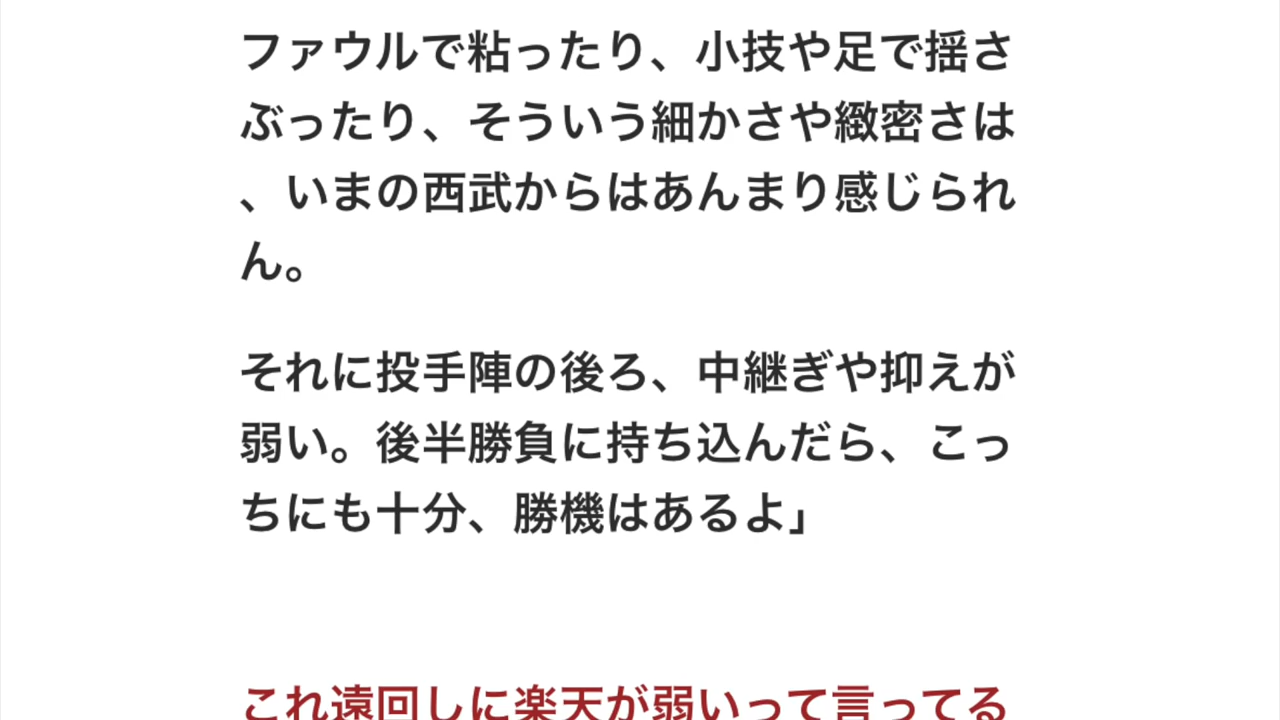 ファウルで粘ったり、小技や足で揺さ
ぶったり、そういう細かさや緻密さは
、いまの西武からはあんまり感じられ
ん。
それに投手陣の後ろ、中継ぎや抑えが
弱い。後半勝負に持ち込んだら、こっ
ちにも十分、勝機はあるよ」
これ遠回しに楽天が弱いって言ってる